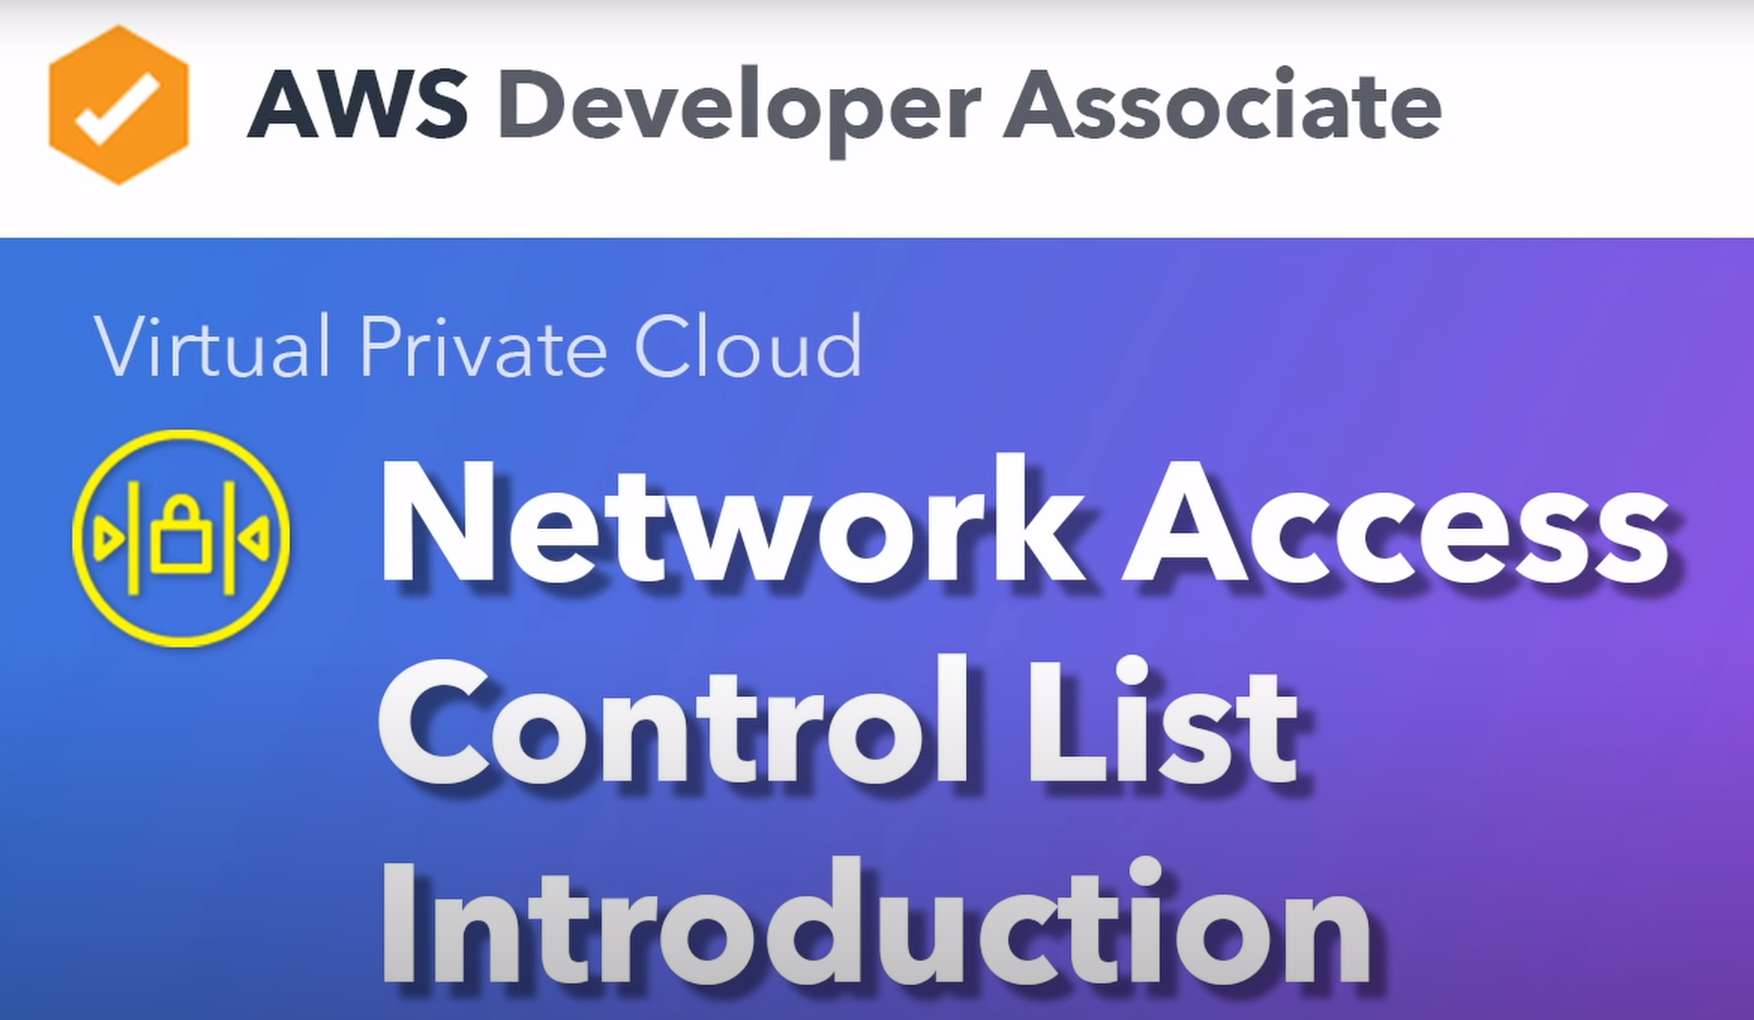 AWS Developer Associate
Virtual Private Cloud
Network Access
Control List
Introduction